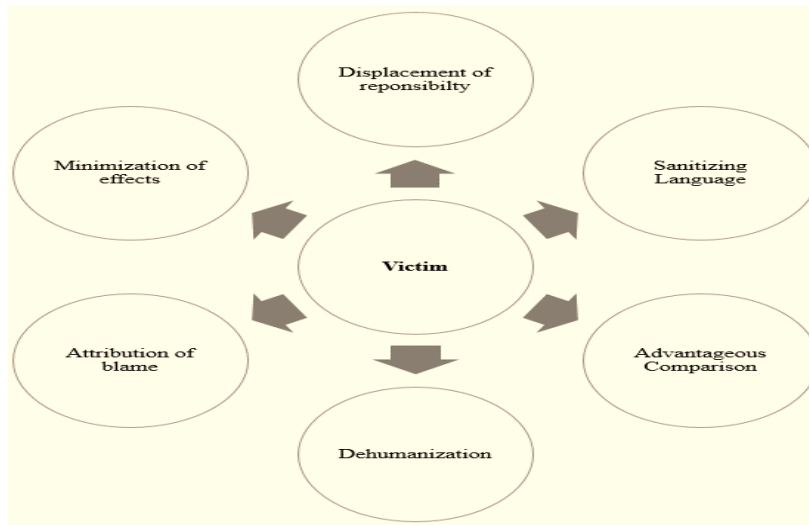 Displacement of
reponsibilty
Minimization of
effects
Sanitizing
Language
Victim
Attribution of
blame
Advantageous
Comparison
Dehumanization